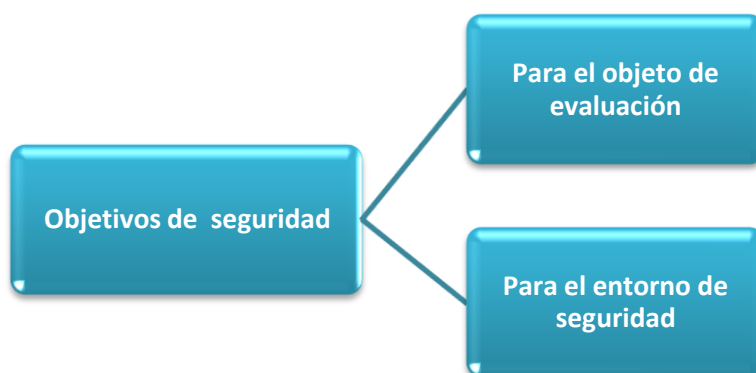 Para el objeto de
evaluación
Objetivos de seguridad
Para el entorno de
seguridad